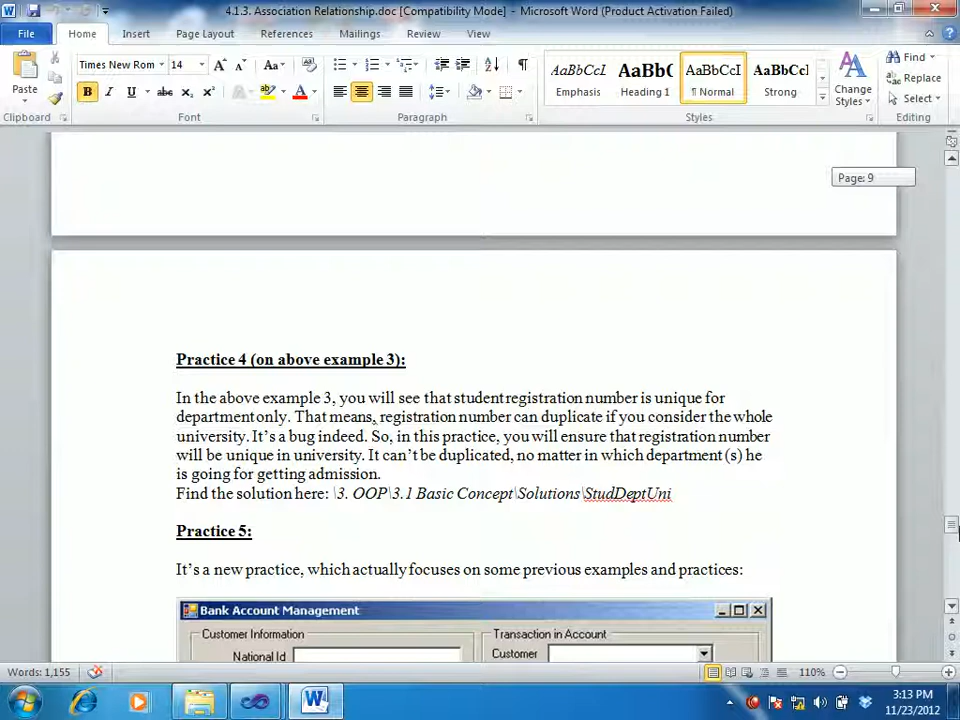 4.1.3. Association Relationship.doc [Compatibility Mode] - Microsoft Word (Product Activation Failed)
File Home Insert Page Layout References Mailings Review View
Paste
Times New Rom 14
Aa
B I U abc x₂ x²
A ab A
AaBbCcI AaBbC AaBbCcI AaBbCcl
Emphasis Heading 1 ¶ Normal Strong
Change Styles
Find
Replace
Select
Clipboard Font Paragraph Styles Editing
Page: 9
Practice 4 (on above example 3):
In the above example 3, you will see that student registration number is unique for
department only. That means, registration number can duplicate if you consider the whole
university. It's a bug indeed. So, in this practice, you will ensure that registration number
will be unique in university. It can't be duplicated, no matter in which department (s) he
is going for getting admission.
Find the solution here: \3. OOP\3.1 Basic Concept\Solutions\StudDeptUni
Practice 5:
It's a new practice, which actually focuses on some previous examples and practices:
Bank Account Management
Customer Information Transaction in Account
National Id Customer
Words: 1,155
110%
3:13 PM
11/23/2012